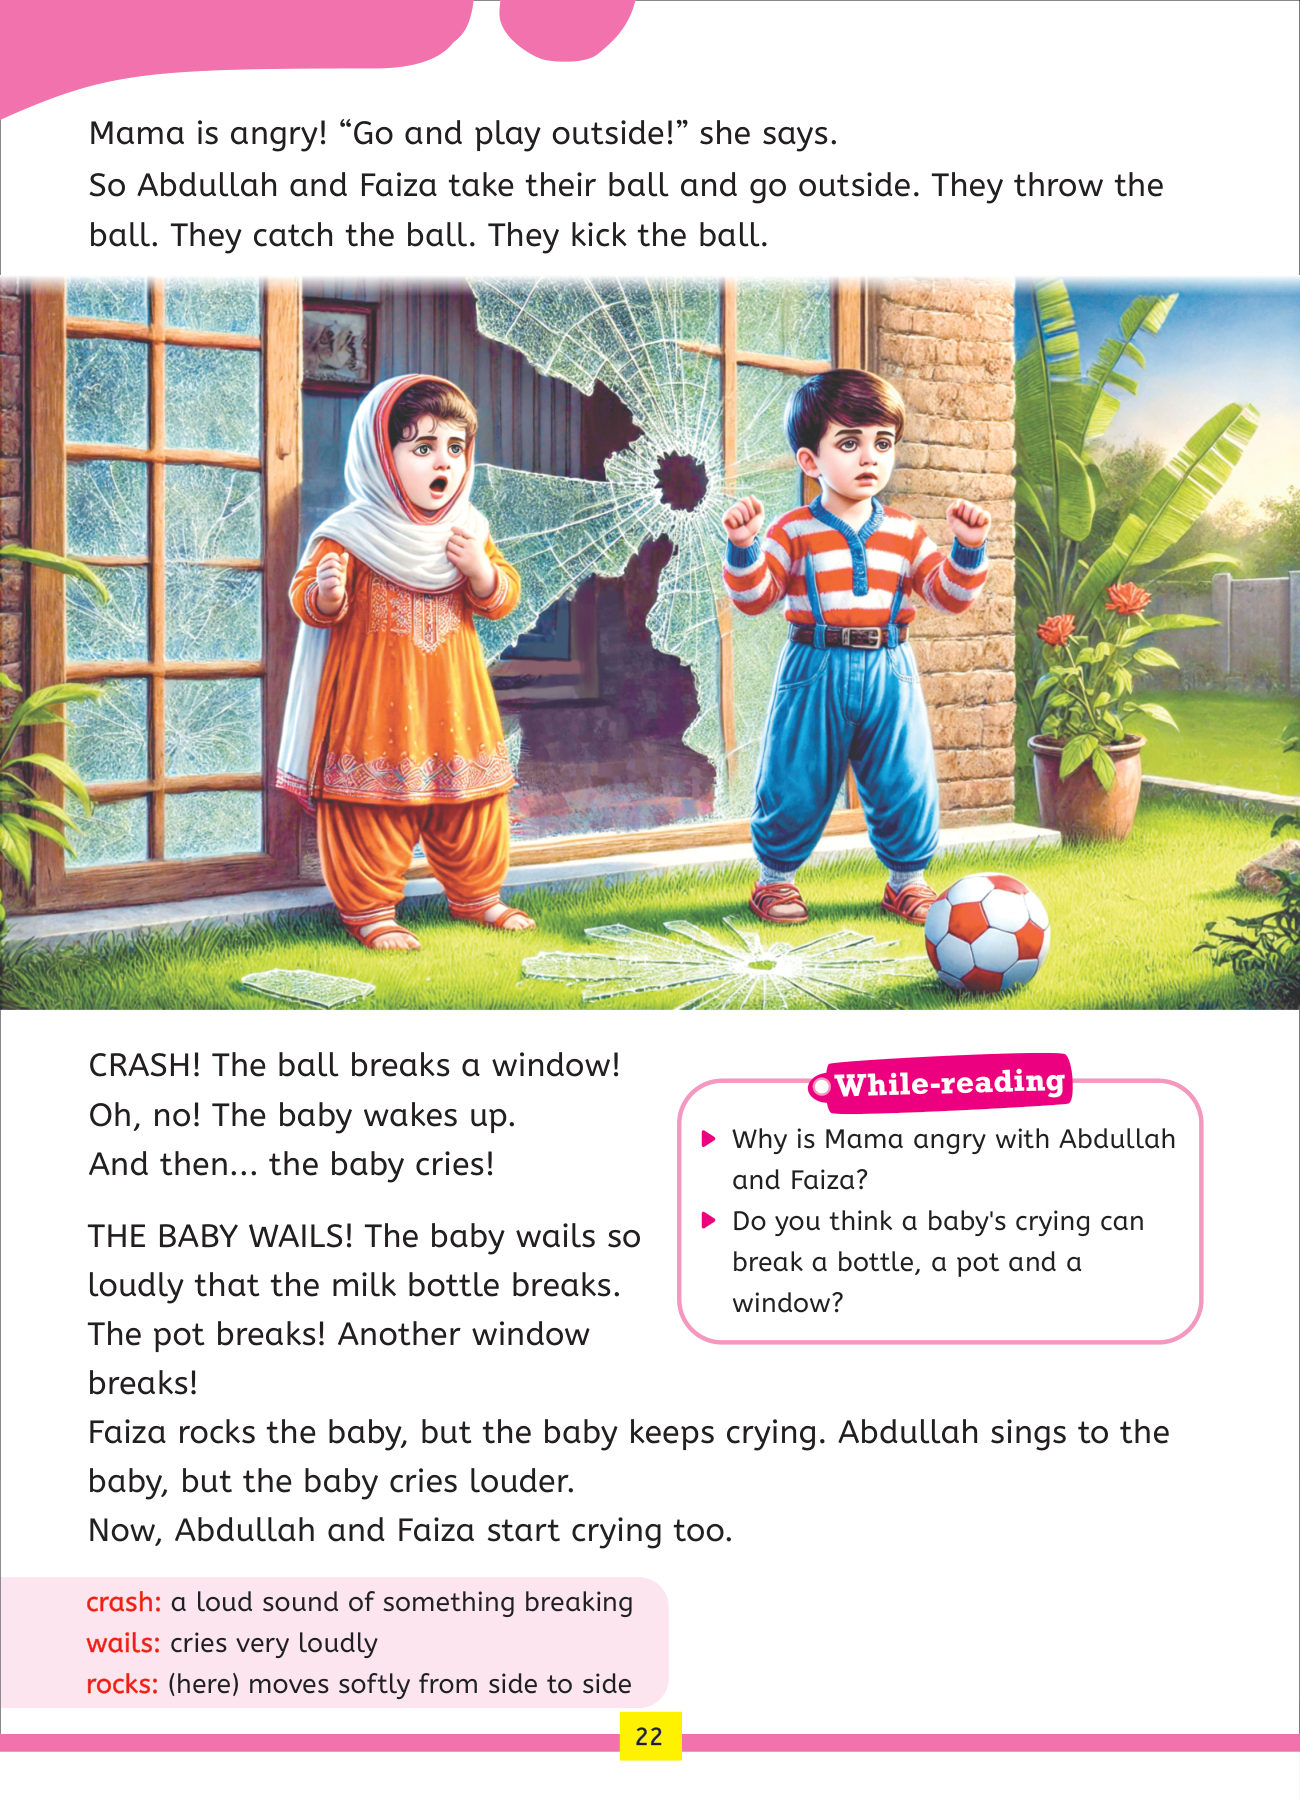 Mama is angry! “Go and play outside!” she says.
So Abdullah and Faiza take their ball and go outside. They throw the
ball. They catch the ball. They kick the ball.
CRASH! The ball breaks a window!
Oh, no! The baby wakes up.
And then... the baby cries!
THE BABY WAILS! The baby wails so
loudly that the milk bottle breaks.
The pot breaks! Another window
breaks!
While-reading
Why is Mama angry with Abdullah
and Faiza?
Do you think a baby's crying can
break a bottle, a pot and a
window?
Faiza rocks the baby, but the baby keeps crying. Abdullah sings to the
baby, but the baby cries louder.
Now, Abdullah and Faiza start crying too.
crash: a loud sound of something breaking
wails: cries very loudly
rocks: (here) moves softly from side to side
22